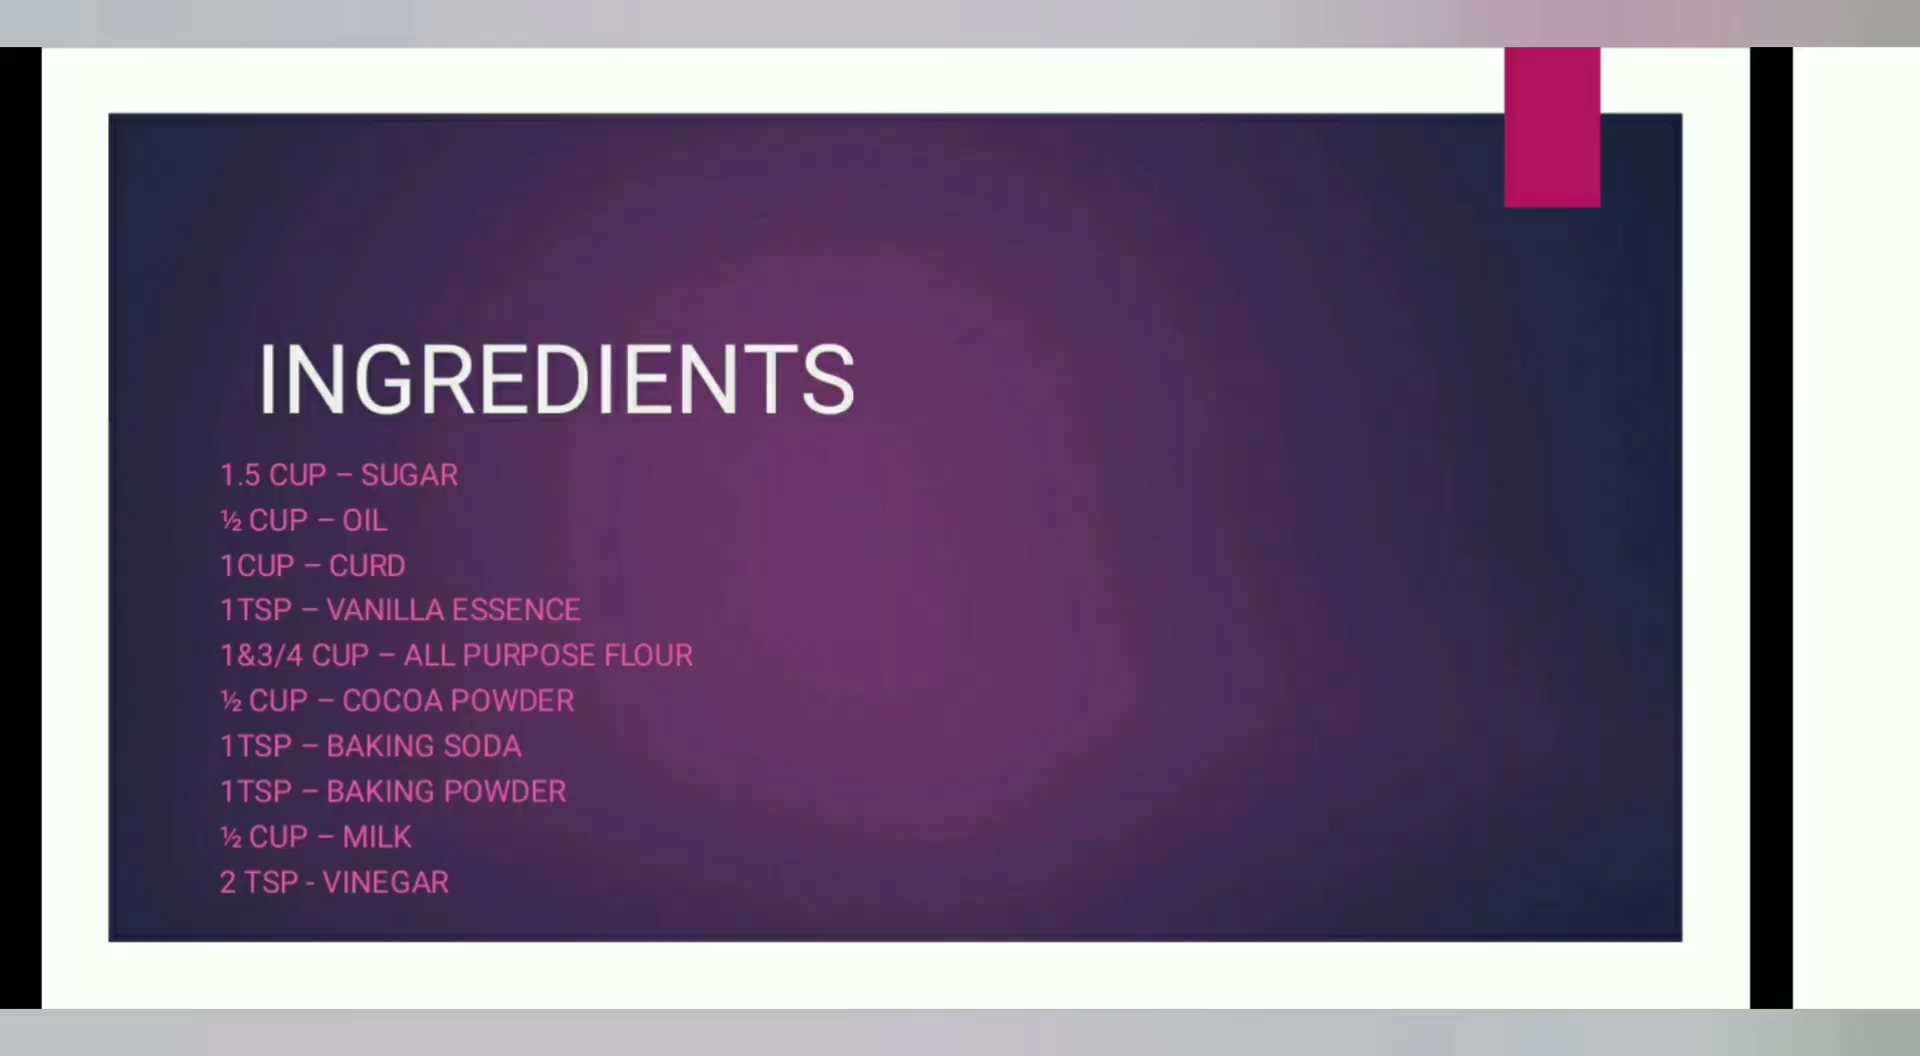 INGREDIENTS
1.5 CUP – SUGAR
½ CUP – OIL
1CUP – CURD
1TSP – VANILLA ESSENCE
1&3/4 CUP – ALL PURPOSE FLOUR
½ CUP – COCOA POWDER
1TSP – BAKING SODA
1TSP – BAKING POWDER
½ CUP – MILK
2 TSP - VINEGAR